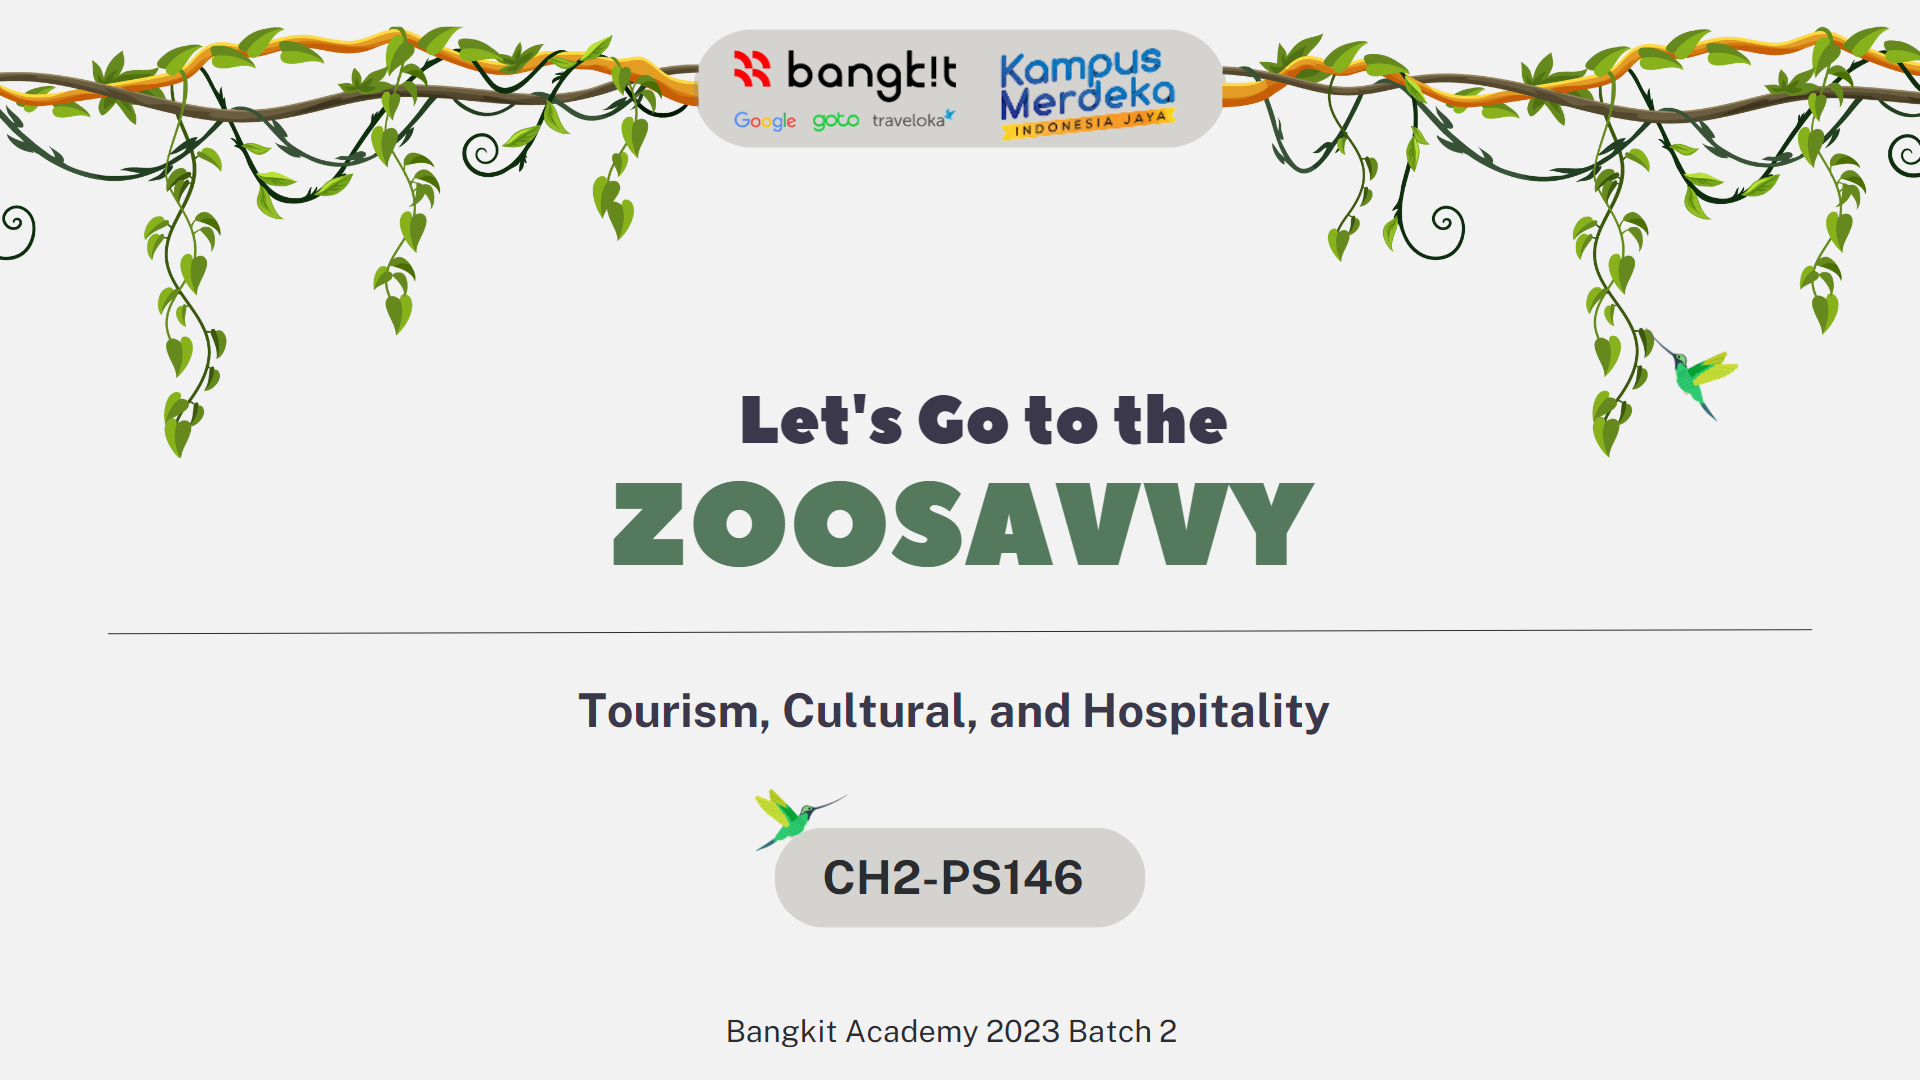 bangk!t
Google goto traveloka
Kampus
Merdeka
INDONESIA JAYA
Let's Go to the
ZOOSAVVY
Tourism, Cultural, and Hospitality
CH2-PS146
Bangkit Academy 2023 Batch 2